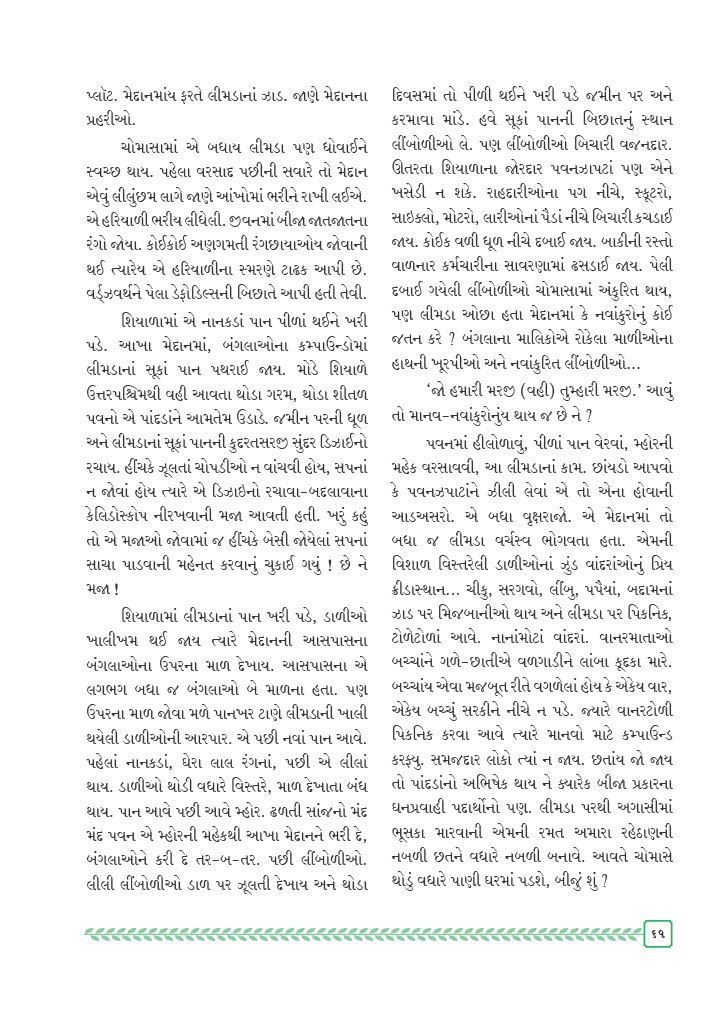 પ્લૉટ. મેદાનમાંય ફરતે લીમડાનાં ઝાડ. જાણે મેદાનના
પ્રહરીઓ.
ચોમાસામાં એ બધાય લીમડા પણ ધોવાઈને
સ્વચ્છ થાય. પહેલા વરસાદ પછીની સવારે તો મેદાન
એવું લીલુંછમ લાગે જાણે આંખોમાં ભરીને રાખી લઈએ.
એ હરિયાળી ભરીય લીધેલી. જીવનમાં બીજા જાતજાતના
રંગો જોયા. કોઈકોઈ અણગમતી રંગછાયાઓય જોવાની
થઈ ત્યારેય એ હરિયાળીના સ્મરણે ટાઢક આપી છે.
વર્ડ્ઝવર્થને પેલા ડેફોડિલ્સની બિછાતે આપી હતી તેવી.
શિયાળામાં એ નાનકડાં પાન પીળાં થઈને ખરી
પડે. આખા મેદાનમાં, બંગલાઓના કમ્પાઉન્ડોમાં
લીમડાનાં સૂકાં પાન પથરાઈ જાય. મોડે શિયાળે
ઉત્તરપશ્ચિમથી વહી આવતા થોડા ગરમ, થોડા શીતળ
પવનો એ પાંદડાંને આમતેમ ઉડાડે. જમીન પરની ધૂળ
અને લીમડાનાં સૂકાં પાનની કુદરતસરજી સુંદર ડિઝાઈનો
રચાય. હીંચકે ઝૂલતાં ચોપડીઓ ન વાંચવી હોય, સપનાં
ન જોવાં હોય ત્યારે એ ડિઝાઇનો રચાવા-બદલાવાના
કેલિડોસ્કોપ નીરખવાની મજા આવતી હતી. ખરું કહું
તો એ મજાઓ જોવામાં જ હીંચકે બેસી જોયેલાં સપનાં
સાચા પાડવાની મહેનત કરવાનું ચુકાઈ ગયું ! છે ને
મજા !
શિયાળામાં લીમડાનાં પાન ખરી પડે, ડાળીઓ
ખાલીખમ થઈ જાય ત્યારે મેદાનની આસપાસના
બંગલાઓના ઉપરના માળ દેખાય. આસપાસના એ
લગભગ બધા જ બંગલાઓ બે માળના હતા. પણ
ઉપરના માળ જોવા મળે પાનખર ટાણે લીમડાની ખાલી
થયેલી ડાળીઓની આરપાર. એ પછી નવાં પાન આવે.
પહેલાં નાનકડાં, ઘેરા લાલ રંગનાં, પછી એ લીલાં
થાય. ડાળીઓ થોડી વધારે વિસ્તરે, માળ દેખાતા બંધ
થાય. પાન આવે પછી આવે મ્હોર. ઢળતી સાંજનો મંદ
મંદ પવન એ મ્હોરની મહેકથી આખા મેદાનને ભરી દે,
બંગલાઓને કરી દે તર-બ-તર. પછી લીંબોળીઓ.
લીલી લીંબોળીઓ ડાળ પર ઝૂલતી દેખાય અને થોડા
દિવસમાં તો પીળી થઈને ખરી પડે જમીન પર અને
કરમાવા માંડે. હવે સૂકાં પાનની બિછાતનું સ્થાન
લીંબોળીઓ લે. પણ લીંબોળીઓ બિચારી વજનદાર.
ઊતરતા શિયાળાના જોરદાર પવનઝાપટાં પણ એને
ખસેડી ન શકે. રાહદારીઓના પગ નીચે, સ્કૂટરો,
સાઇક્લો, મોટરો, લારીઓનાં પૈડાં નીચે બિચારી કચડાઈ
જાય. કોઈક વળી ધૂળ નીચે દબાઈ જાય. બાકીની રસ્તો
વાળનાર કર્મચારીના સાવરણામાં ઢસડાઈ જાય. પેલી
દબાઈ ગયેલી લીંબોળીઓ ચોમાસામાં અંકુરિત થાય,
પણ લીમડા ઓછા હતા મેદાનમાં કે નવાંકુરોનું કોઈ
જતન કરે ? બંગલાના માલિકોએ રોકેલા માળીઓના
હાથની ખૂરપીઓ અને નવાંકુરિત લીંબોળીઓ...
‘જો હમારી મરજી (વહી) તુમ્હારી મરજી.’ આવું
તો માનવ-નવાંકુરોનુંય થાય જ છે ને ?
પવનમાં હીલોળાવું, પીળાં પાન વેરવાં, મ્હોરની
મહેક વરસાવવી, આ લીમડાનાં કામ. છાંયડો આપવો
કે પવનઝપાટાંને ઝીલી લેવાં એ તો એના હોવાની
આડઅસરો. એ બધા વૃક્ષરાજો. એ મેદાનમાં તો
બધા જ લીમડા વર્ચસ્વ ભોગવતા હતા. એમની
વિશાળ વિસ્તરેલી ડાળીઓનાં ઝુંડ વાંદરાંઓનું પ્રિય
ક્રીડાસ્થાન... ચીકુ, સરગવો, લીંબુ, પપૈયાં, બદામનાં
ઝાડ પર મિજબાનીઓ થાય અને લીમડા પર પિકનિક,
ટોળેટોળાં આવે. નાનાંમોટાં વાંદરાં. વાનરમાતાઓ
બચ્ચાંને ગળે-છાતીએ વળગાડીને લાંબા કૂદકા મારે.
બચ્ચાંય એવા મજબૂત રીતે વગળેલાં હોય કે એકેય વાર,
એકેય બચ્ચું સરકીને નીચે ન પડે. જ્યારે વાનરટોળી
પિકનિક કરવા આવે ત્યારે માનવો માટે કમ્પાઉન્ડ
કરફ્યુ. સમજદાર લોકો ત્યાં ન જાય. છતાંય જો જાય
તો પાંદડાંનો અભિષેક થાય ને ક્યારેક બીજા પ્રકારના
ઘનપ્રવાહી પદાર્થોનો પણ. લીમડા પરથી અગાસીમાં
ભૂસકા મારવાની એમની રમત અમારા રહેઠાણની
નબળી છતને વધારે નબળી બનાવે. આવતે ચોમાસે
થોડું વધારે પાણી ઘરમાં પડશે, બીજું શું ?
૬૧